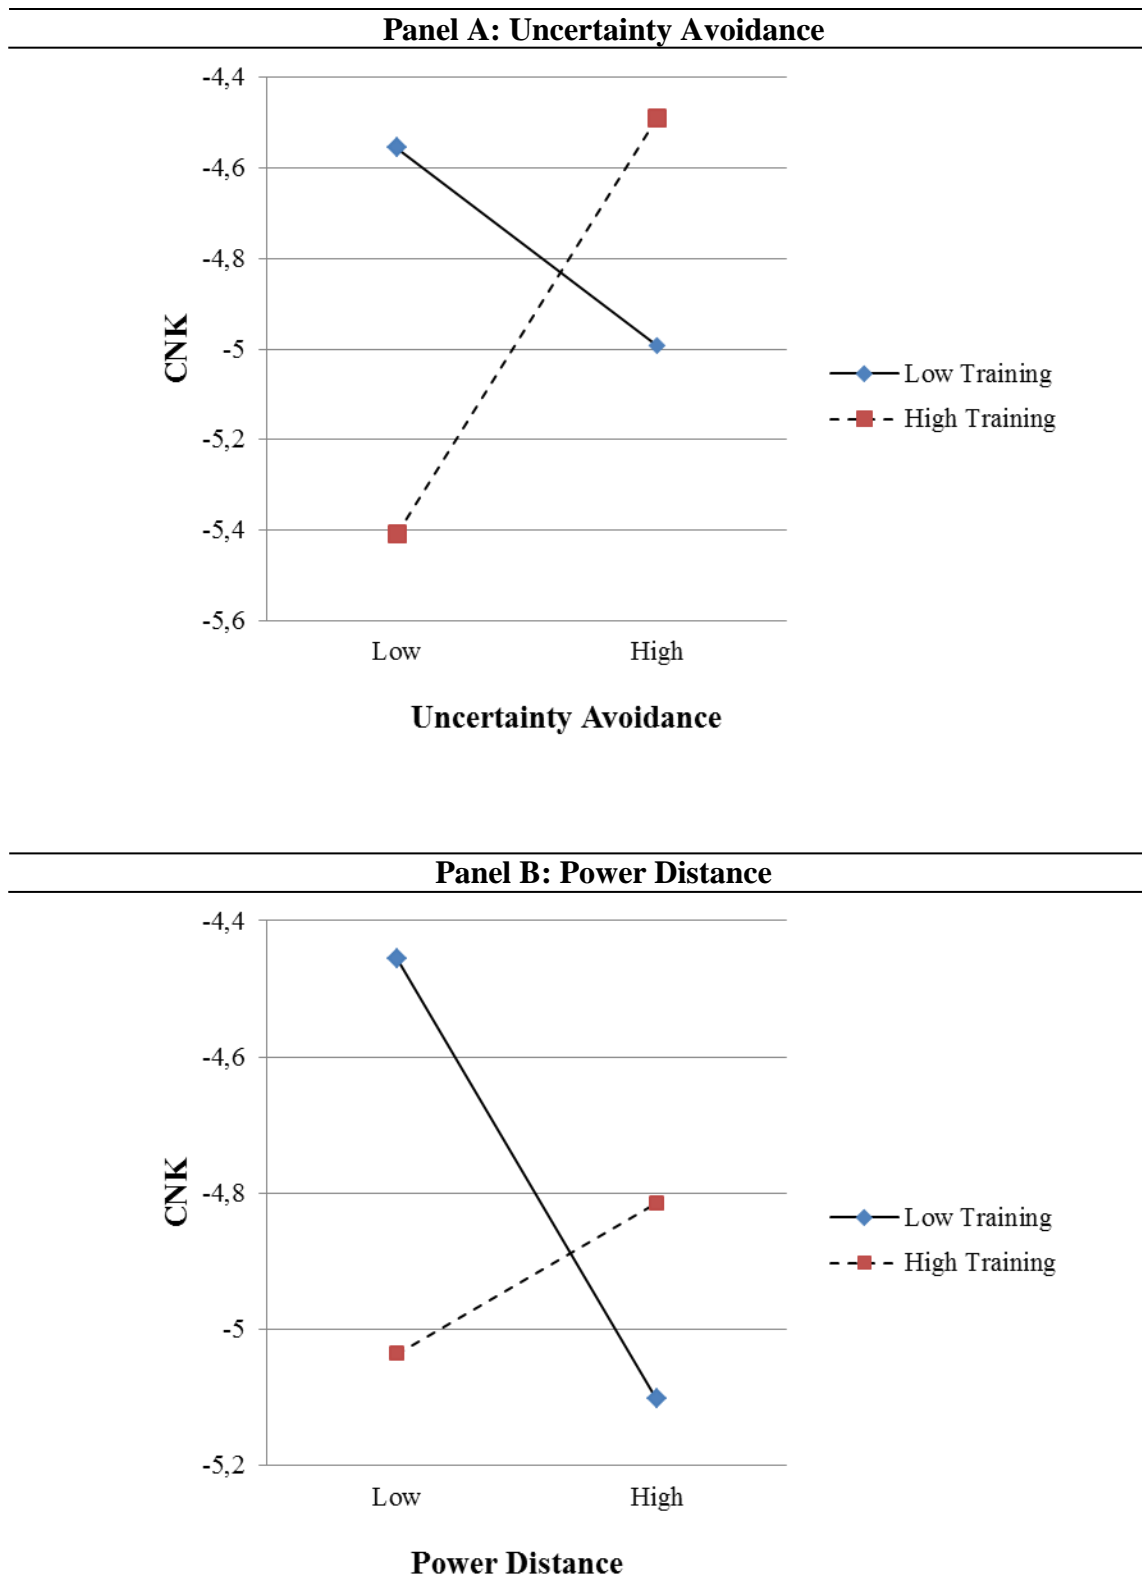 Panel A: Uncertainty Avoidance
-4,4
-4,6
-4,8
-5
-5,2
-5,4
-5,6
CNK
Low
High
Uncertainty Avoidance
Low Training
High Training
Panel B: Power Distance
-4,4
-4,6
-4,8
-5
-5,2
CNK
Low
High
Power Distance
Low Training
High Training